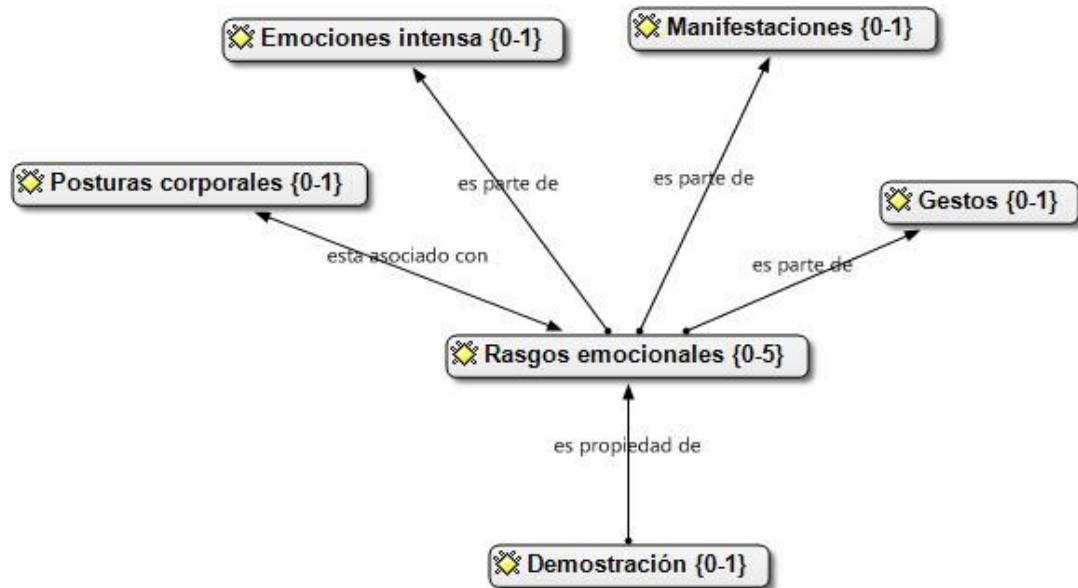 Emociones intensa {0-1}
Manifestaciones {0-1}
Posturas corporales {0-1}
es parte de
es parte de
Gestos {0-1}
esta asociado con
es parte de
Rasgos emocionales {0-5}
es propiedad de
Demostración {0-1}